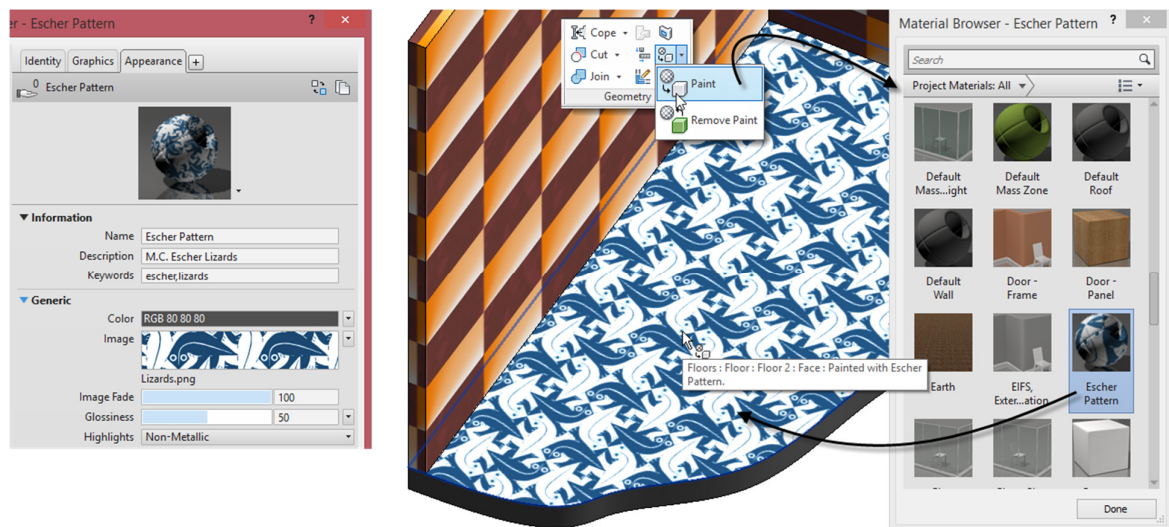 er - Escher Pattern
?
Identity
Graphics
Appearance
+
0
Escher Pattern
Information
Name
Escher Pattern
Description
M.C. Escher Lizards
Keywords
escher,lizards
Generic
Color
RGB 80 80 80
Image
Lizards.png
Image Fade
100
Glossiness
50
Highlights
Non-Metallic
Cope
Cut
Join
Geometry
Paint
Remove Paint
Floors : Floor : Floor 2 : Face : Painted with Escher
Pattern.
Material Browser - Escher Pattern
?
Search
Project Materials: All
Default
Mass...ight
Default
Mass Zone
Default
Roof
Default
Wall
Door -
Frame
Door -
Panel
Earth
EIFS,
Exter...ation
Escher
Pattern
Done